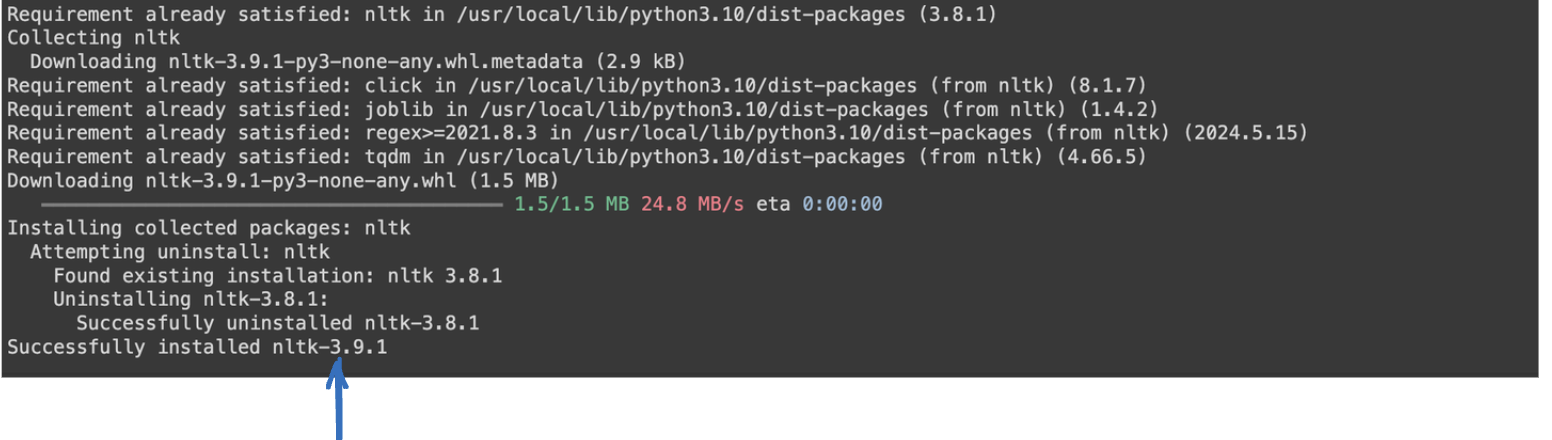 Requirement already satisfied: nltk in /usr/local/lib/python3.10/dist-packages (3.8.1)
Collecting nltk
  Downloading nltk-3.9.1-py3-none-any.whl.metadata (2.9 kB)
Requirement already satisfied: click in /usr/local/lib/python3.10/dist-packages (from nltk) (8.1.7)
Requirement already satisfied: joblib in /usr/local/lib/python3.10/dist-packages (from nltk) (1.4.2)
Requirement already satisfied: regex>=2021.8.3 in /usr/local/lib/python3.10/dist-packages (from nltk) (2024.5.15)
Requirement already satisfied: tqdm in /usr/local/lib/python3.10/dist-packages (from nltk) (4.66.5)
Downloading nltk-3.9.1-py3-none-any.whl (1.5 MB)
1.5/1.5 MB 24.8 MB/s eta 0:00:00
Installing collected packages: nltk
  Attempting uninstall: nltk
    Found existing installation: nltk 3.8.1
    Uninstalling nltk-3.8.1:
      Successfully uninstalled nltk-3.8.1
Successfully installed nltk-3.9.1